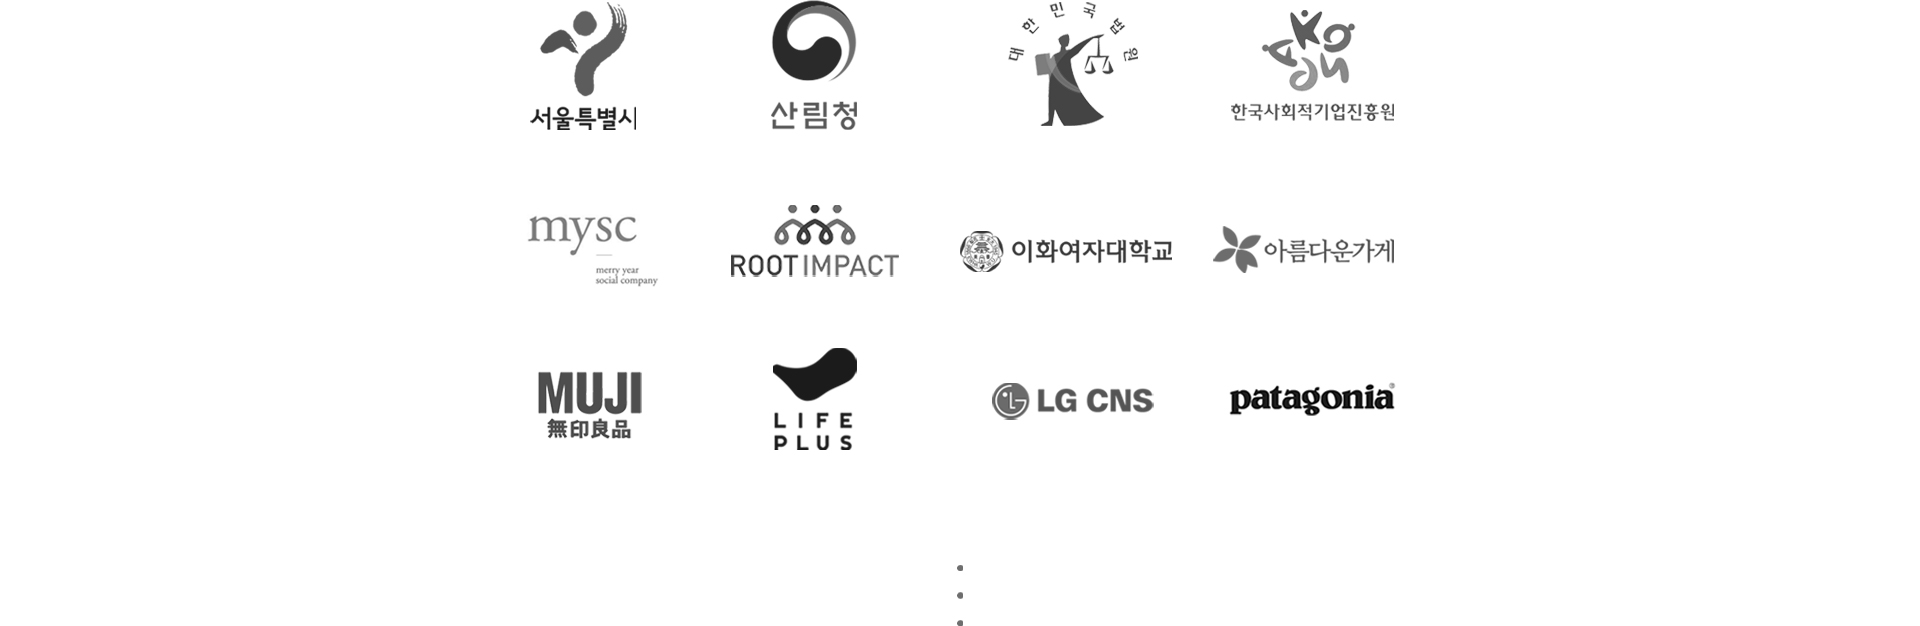 대한민국법원
서울특별시
산림청
한국사회적기업진흥원
mysc
merry year
social company
ROOTIMPACT
이화여자대학교
아름다운가게
MUJI
無印良品
LIFE
PLUS
LG CNS
patagonia®